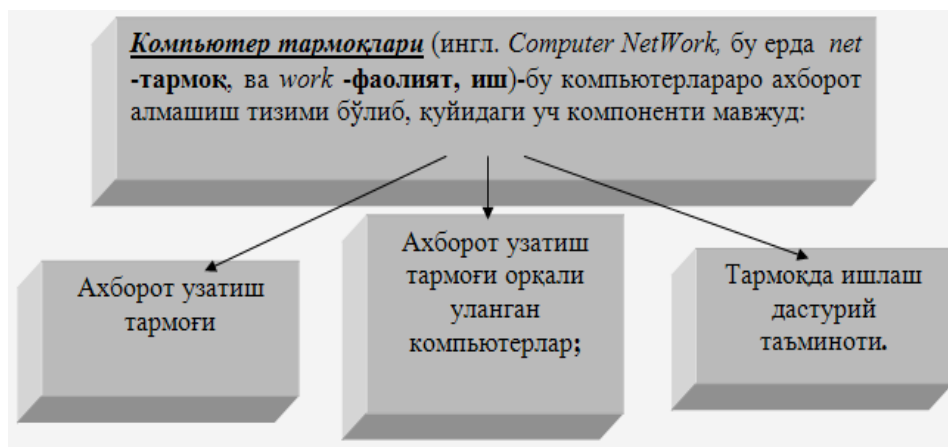 Компьютер тармоқлари (ингл. Computer NetWork, бу ерда net
-тармоқ, ва work -фаолият, иш)-бу компьютерлараро ахборот
алмашиш тизими бўлиб, қуйидаги уч компоненти мавжуд:
Ахборот узатиш
тармоғи
Ахборот узатиш
тармоғи орқали
уланган
компьютерлар;
Тармоқда ишлаш
дастурий
таъминоти.